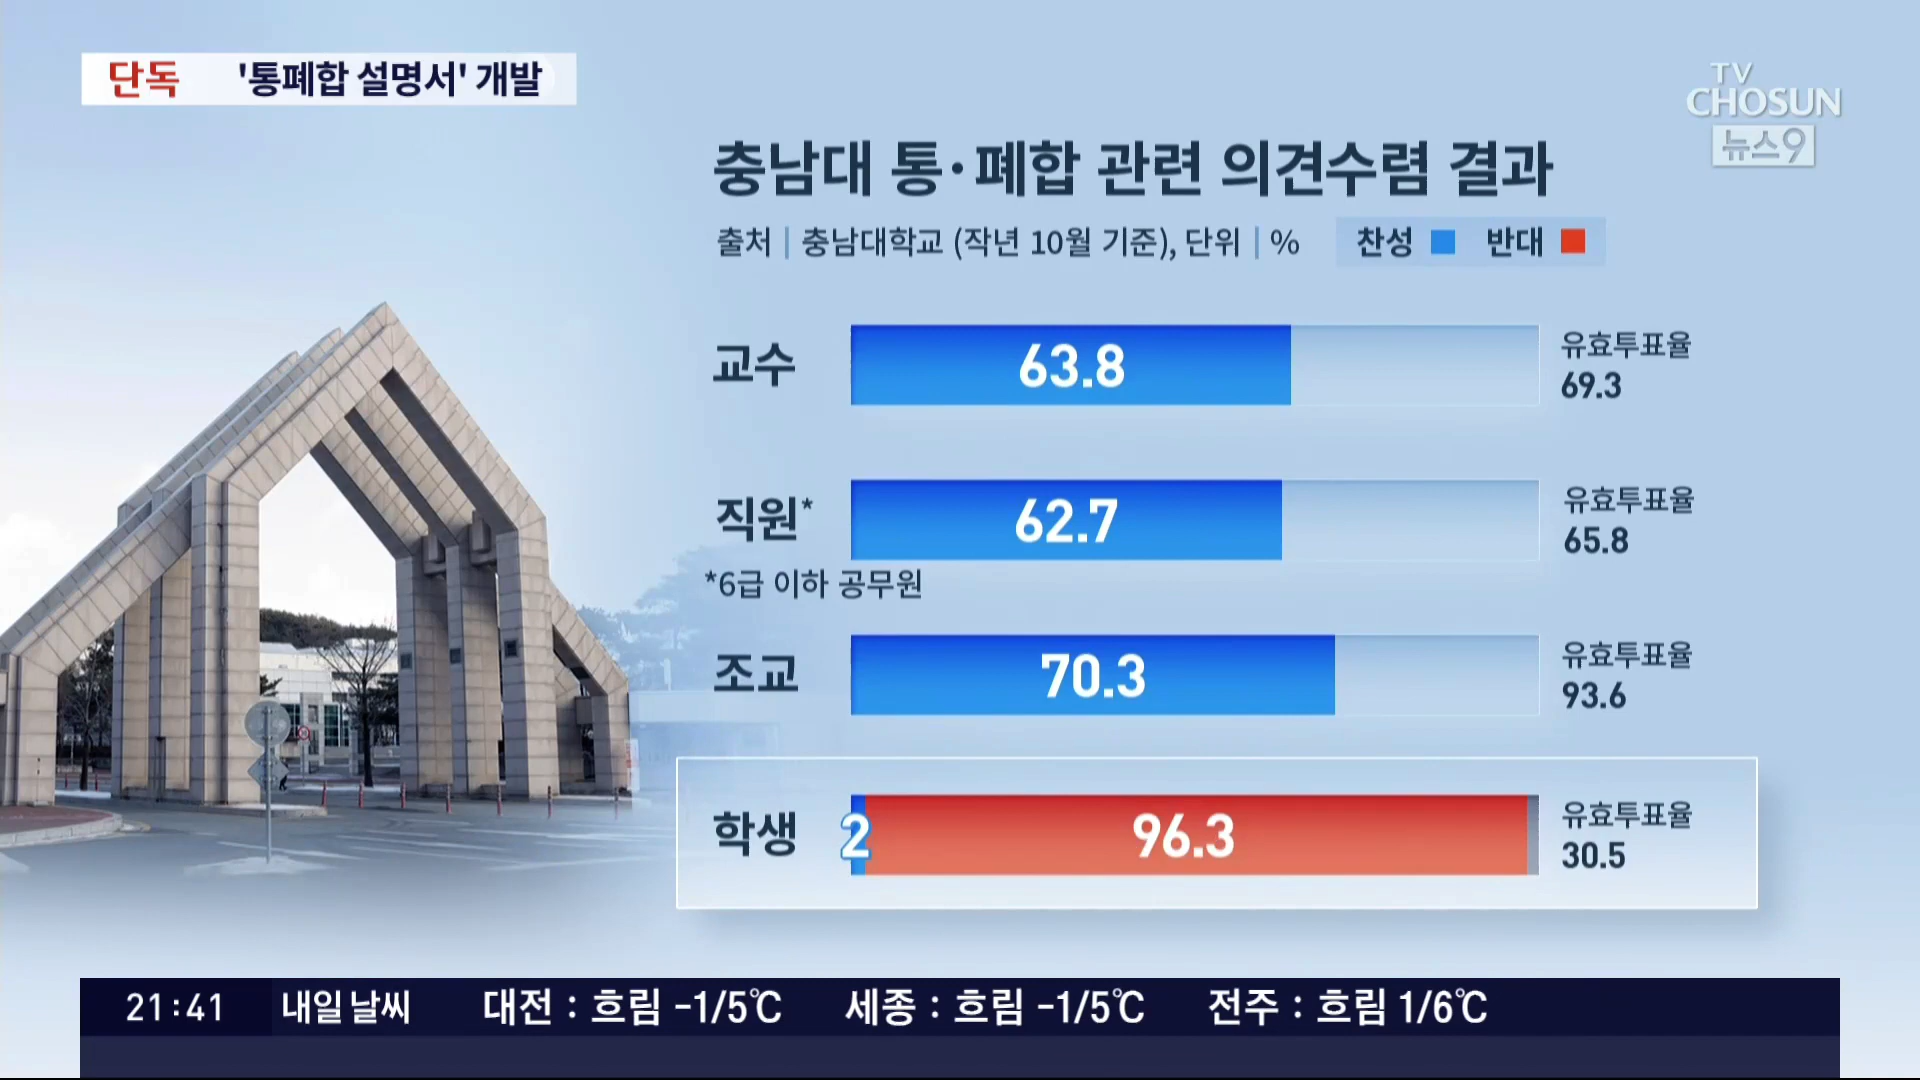 단독 '통폐합 설명서' 개발
TV
CHOSUN
뉴스9
충남대 통·폐합 관련 의견수렴 결과
출처 | 충남대학교 (작년 10월 기준), 단위 | % 찬성 반대
교수 63.8 유효투표율 69.3
직원* 62.7 유효투표율 65.8
*6급 이하 공무원
조교 70.3 유효투표율 93.6
학생 2 96.3 유효투표율 30.5
21:41 내일 날씨 대전 : 흐림 -1/5℃ 세종 : 흐림 -1/5℃ 전주 : 흐림 1/6℃